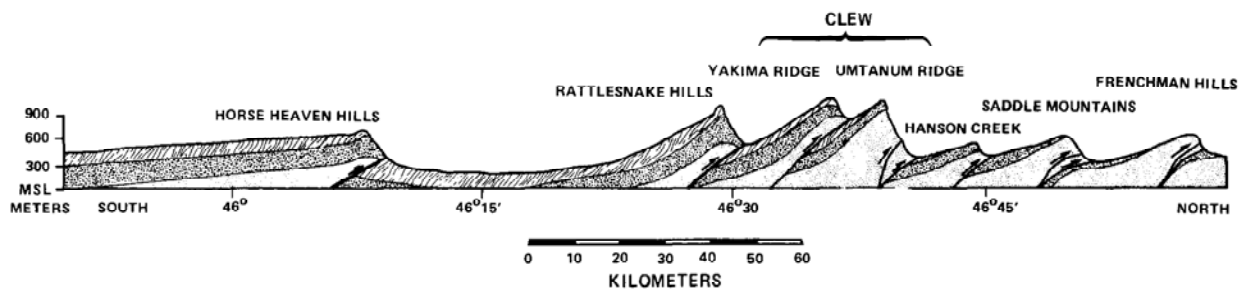 CLEW
YAKIMA RIDGE UMTANUM RIDGE
FRENCHMAN HILLS
RATTLESNAKE HILLS
SADDLE MOUNTAINS
HORSE HEAVEN HILLS
HANSON CREEK
900
600
300
MSL
METERS SOUTH 46° 46°15' 46°30 46°45' NORTH
0 10 20 30 40 50 60
KILOMETERS